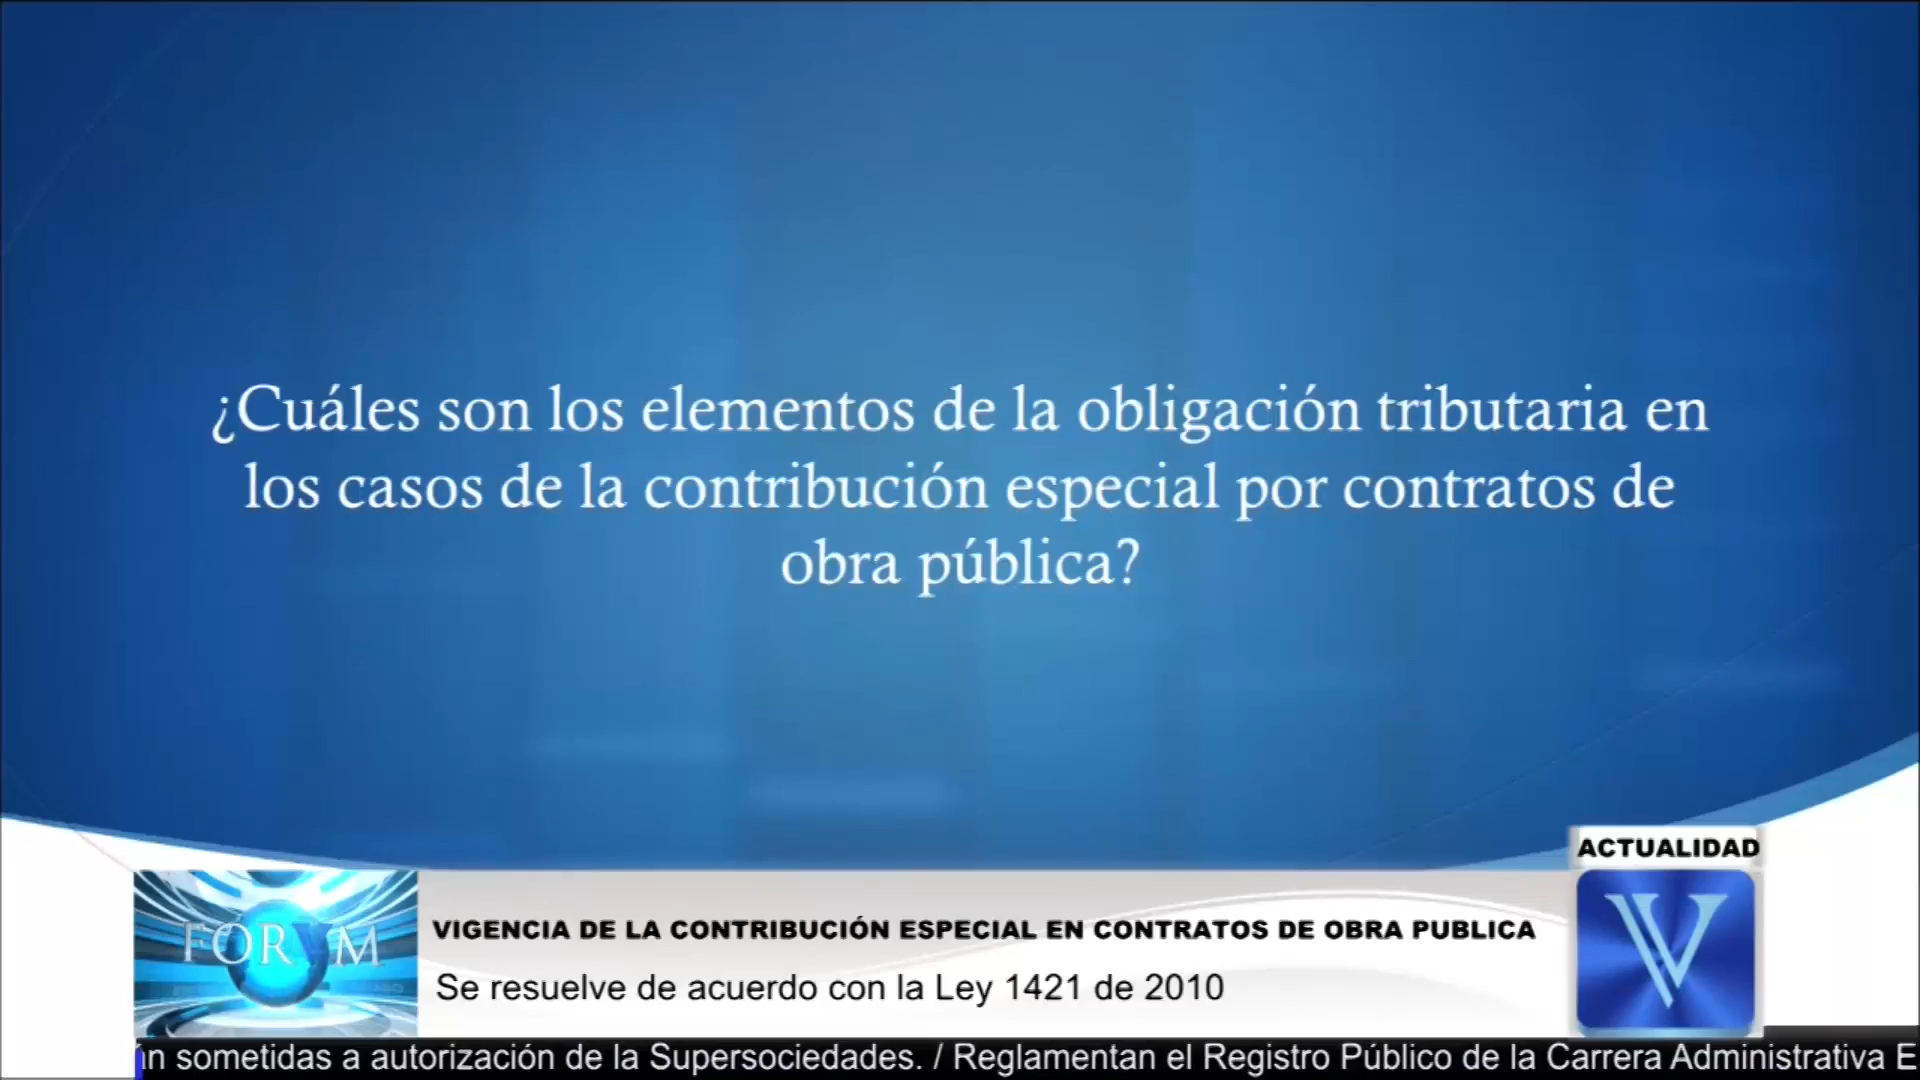 ¿Cuáles son los elementos de la obligación tributaria en
los casos de la contribución especial por contratos de
obra pública?
ACTUALIDAD
FORVM
VIGENCIA DE LA CONTRIBUCIÓN ESPECIAL EN CONTRATOS DE OBRA PUBLICA
Se resuelve de acuerdo con la Ley 1421 de 2010
V
sometidas a autorización de la Supersociedades. / Reglamentan el Registro Público de la Carrera Administrativa E